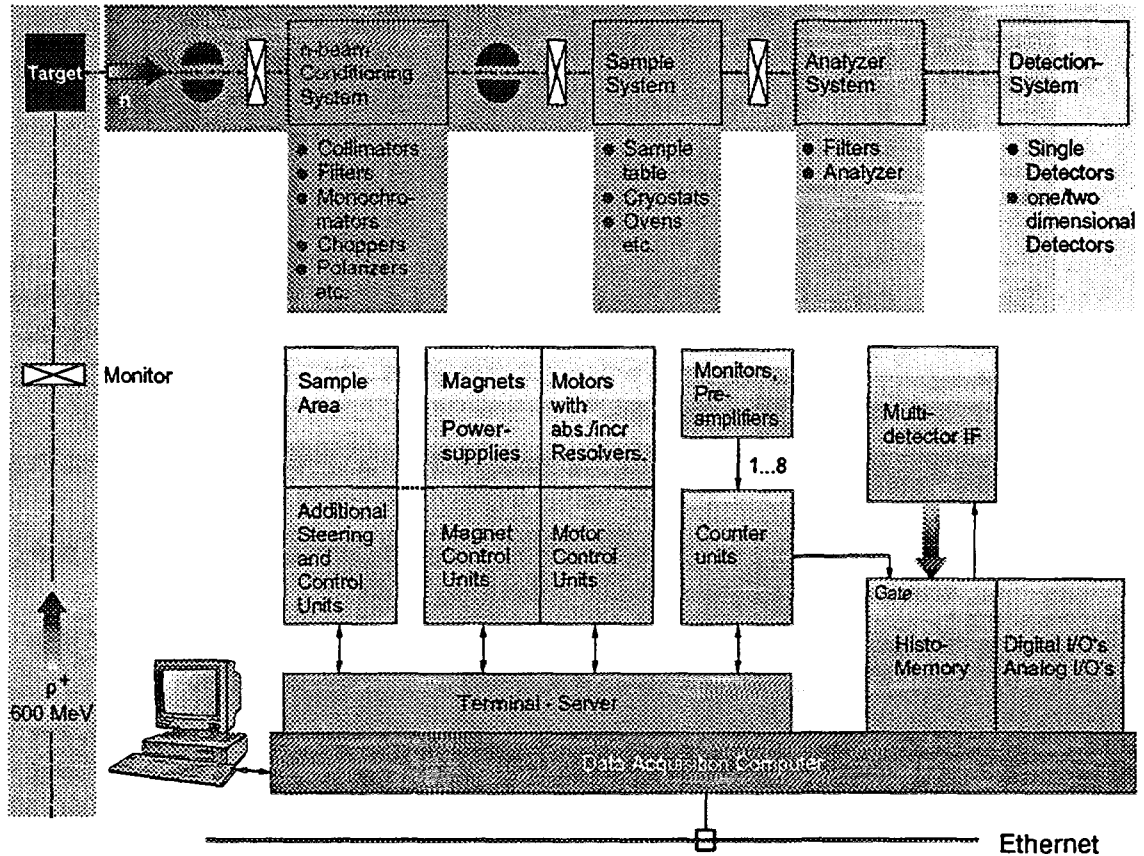 Target
n
n-beam
Conditioning
System
Sample
System
Analyzer
System
Detection-
System
• Collimators
• Filters
• Monochro-
mators
• Choppers
• Polarizers
etc.
• Sample
table
• Cryostats
• Ovens
etc.
• Filters
• Analyzer
• Single
Detectors
• one/two
dimensional
Detectors
Monitor
Sample
Area
Magnets
Power-
supplies
Motors
with
abs./incr
Resolvers.
Monitors,
Pre-
amplifiers
Multi-
detector IF
1...8
Additional
Steering
and
Control
Units
Magnet
Control
Units
Motor
Control
Units
Counter
units
Gate
Histo-
Memory
Digital I/O's
Analog I/O's
p+
600 MeV
Terminal - Server
Data Acquisition Computer
Ethernet